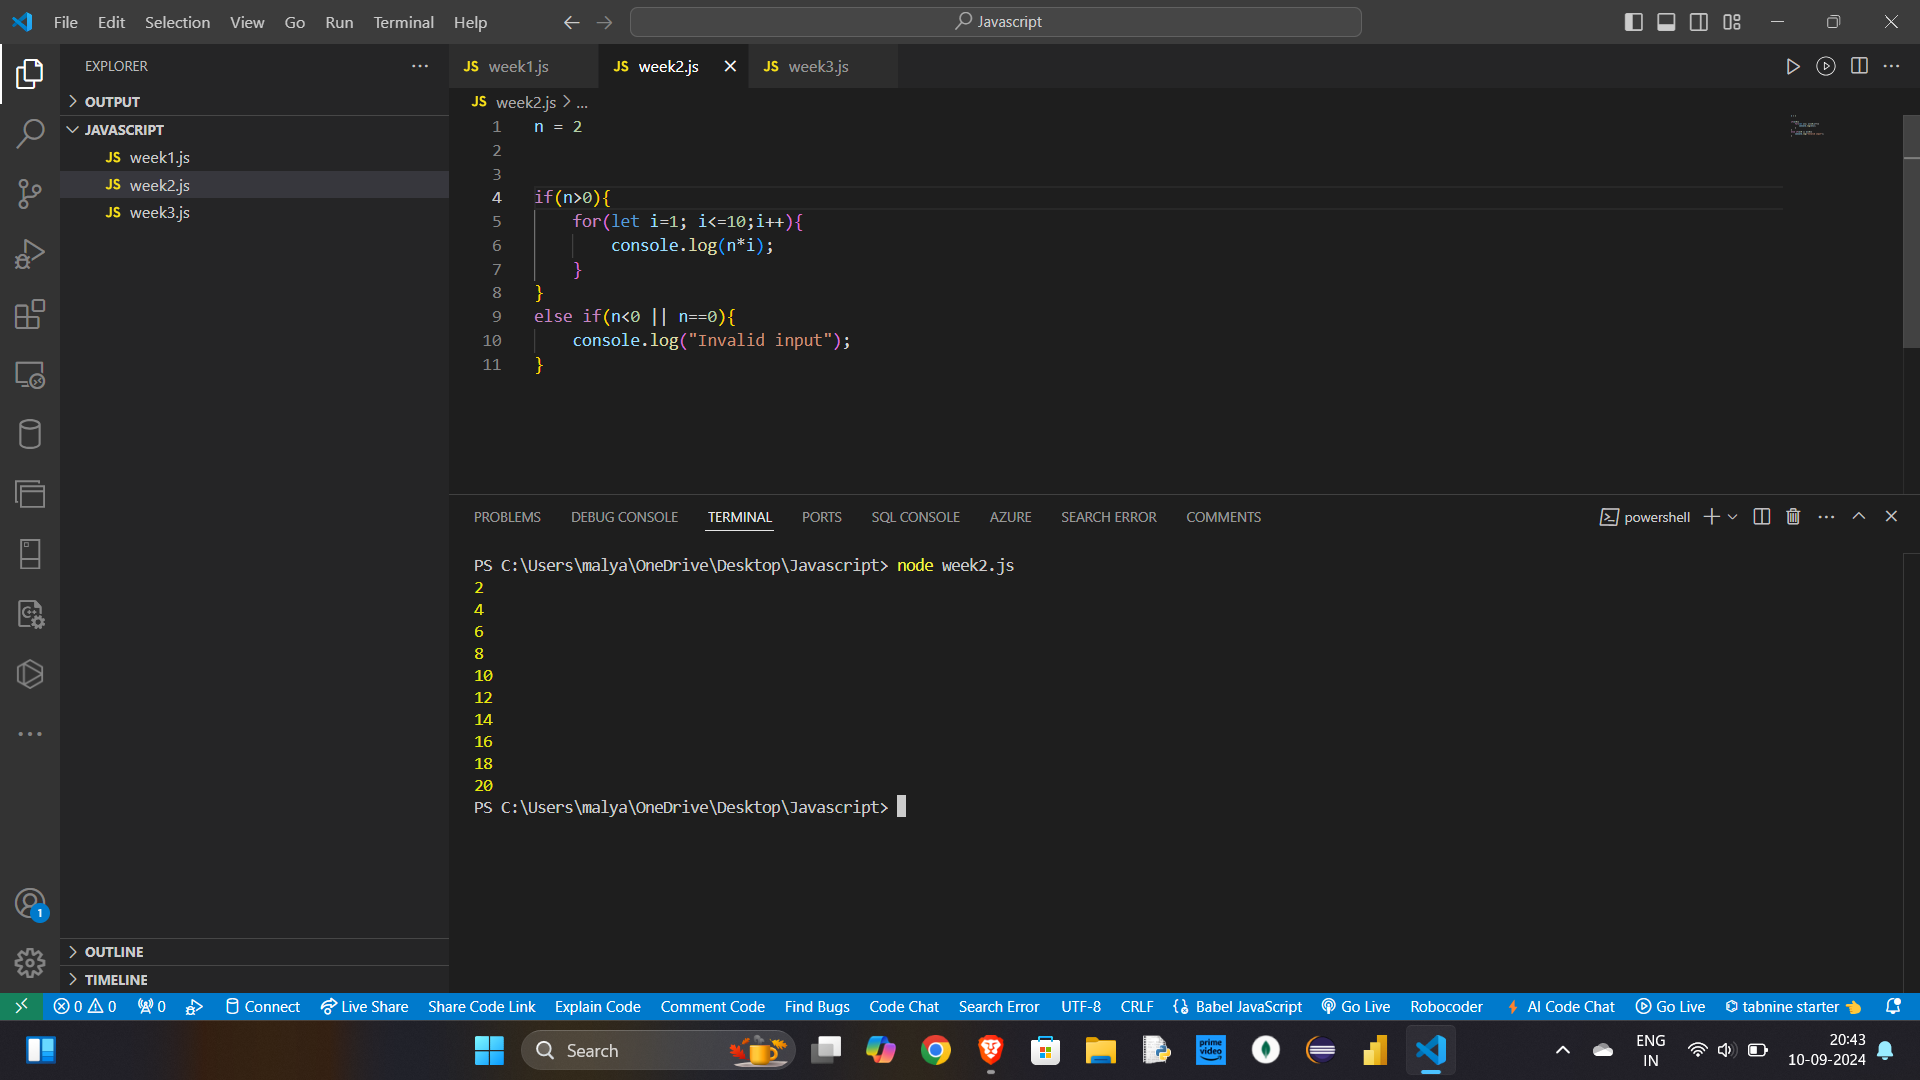 File Edit Selection View Go Run Terminal Help
Javascript
EXPLORER
OUTPUT
JAVASCRIPT
JS week1.js
JS week2.js
JS week3.js
OUTLINE
TIMELINE
JS week1.js
JS week2.js
JS week3.js
JS week2.js > ...
1 n = 2
2
3
4 if(n>0){
5 for(let i=1; i<=10;i++){
6 console.log(n*i);
7 }
8 }
9 else if(n<0 || n==0){
10 console.log("Invalid input");
11 }
PROBLEMS DEBUG CONSOLE TERMINAL PORTS SQL CONSOLE AZURE SEARCH ERROR COMMENTS
powershell
PS C:\Users\malya\OneDrive\Desktop\Javascript> node week2.js
2
4
6
8
10
12
14
16
18
20
PS C:\Users\malya\OneDrive\Desktop\Javascript>
1
0 0 0 Connect Live Share Share Code Link Explain Code Comment Code Find Bugs Code Chat Search Error UTF-8 CRLF {} Babel JavaScript Go Live Robocoder AI Code Chat Go Live tabnine starter
Search
prime video
ENG
IN
20:43
10-09-2024